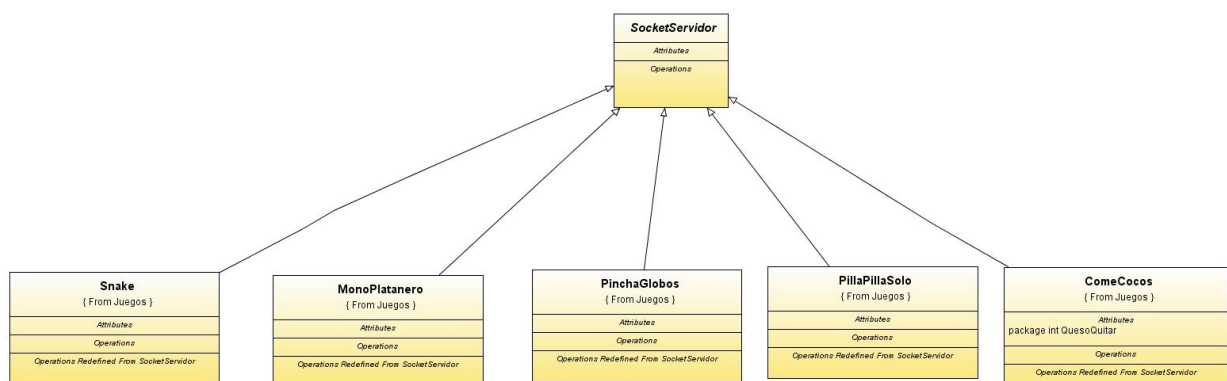 SocketServidor
Attributes
Operations
Snake
{ From Juegos }
Attributes
Operations
Operations Redefined From SocketServidor
MonoPlatanero
{ From Juegos }
Attributes
Operations
Operations Redefined From SocketServidor
PinchaGlobos
{ From Juegos }
Attributes
Operations
Operations Redefined From SocketServidor
PillaPillaSolo
{ From Juegos }
Attributes
Operations
Operations Redefined From SocketServidor
ComeCocos
{ From Juegos }
Attributes
package int QuesoQuitar
Operations
Operations Redefined From SocketServidor